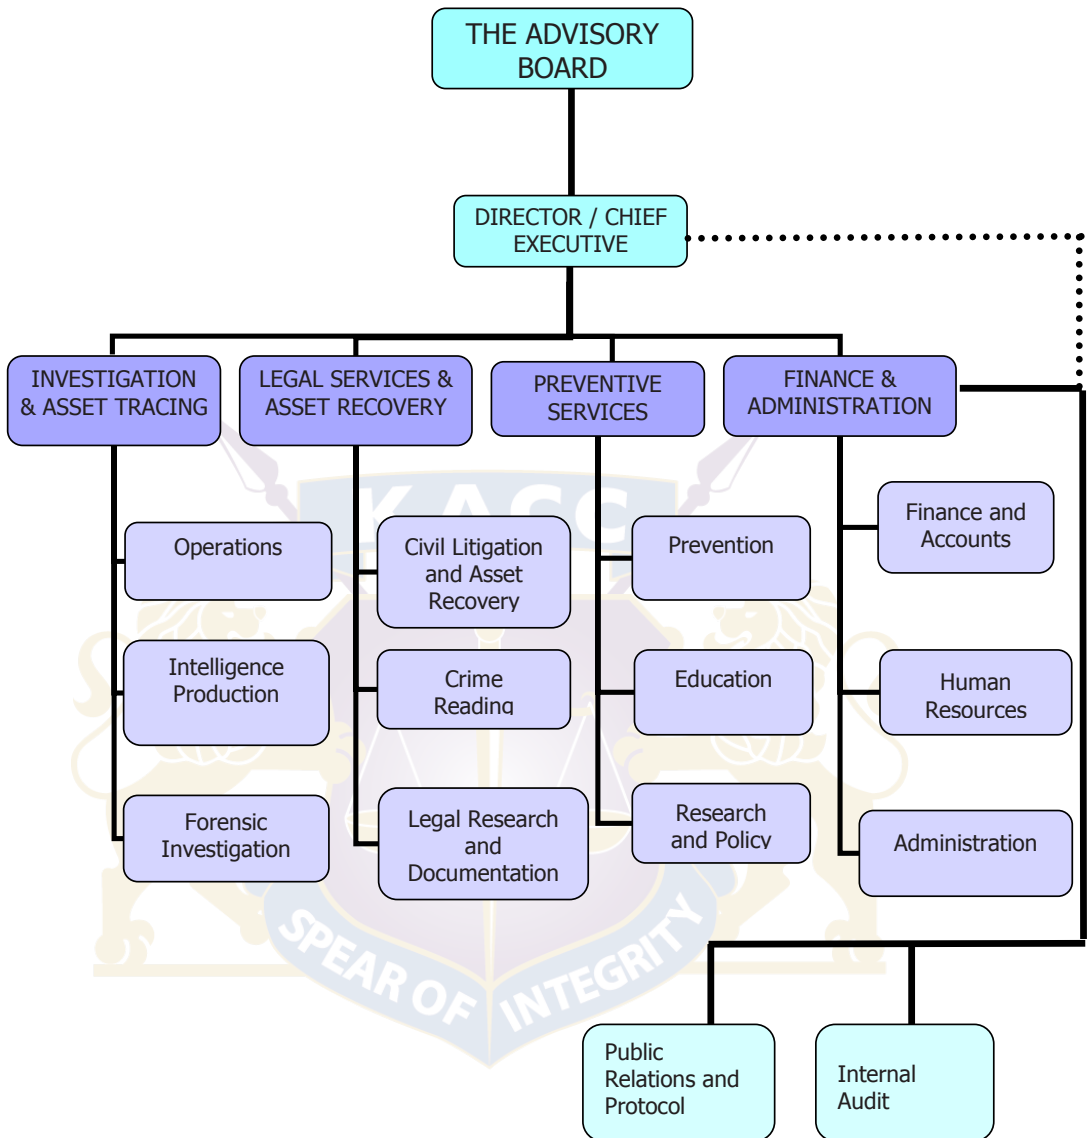 THE ADVISORY
BOARD
DIRECTOR / CHIEF
EXECUTIVE
INVESTIGATION
& ASSET TRACING
LEGAL SERVICES &
ASSET RECOVERY
PREVENTIVE
SERVICES
FINANCE &
ADMINISTRATION
KACC
Operations
Civil Litigation
and Asset
Recovery
Prevention
Finance and
Accounts
Intelligence
Production
Crime
Reading
Education
Human
Resources
Forensic
Investigation
Legal Research
and
Documentation
Research
and Policy
Administration
SPEAR OF INTEGRITY
Public
Relations and
Protocol
Internal
Audit